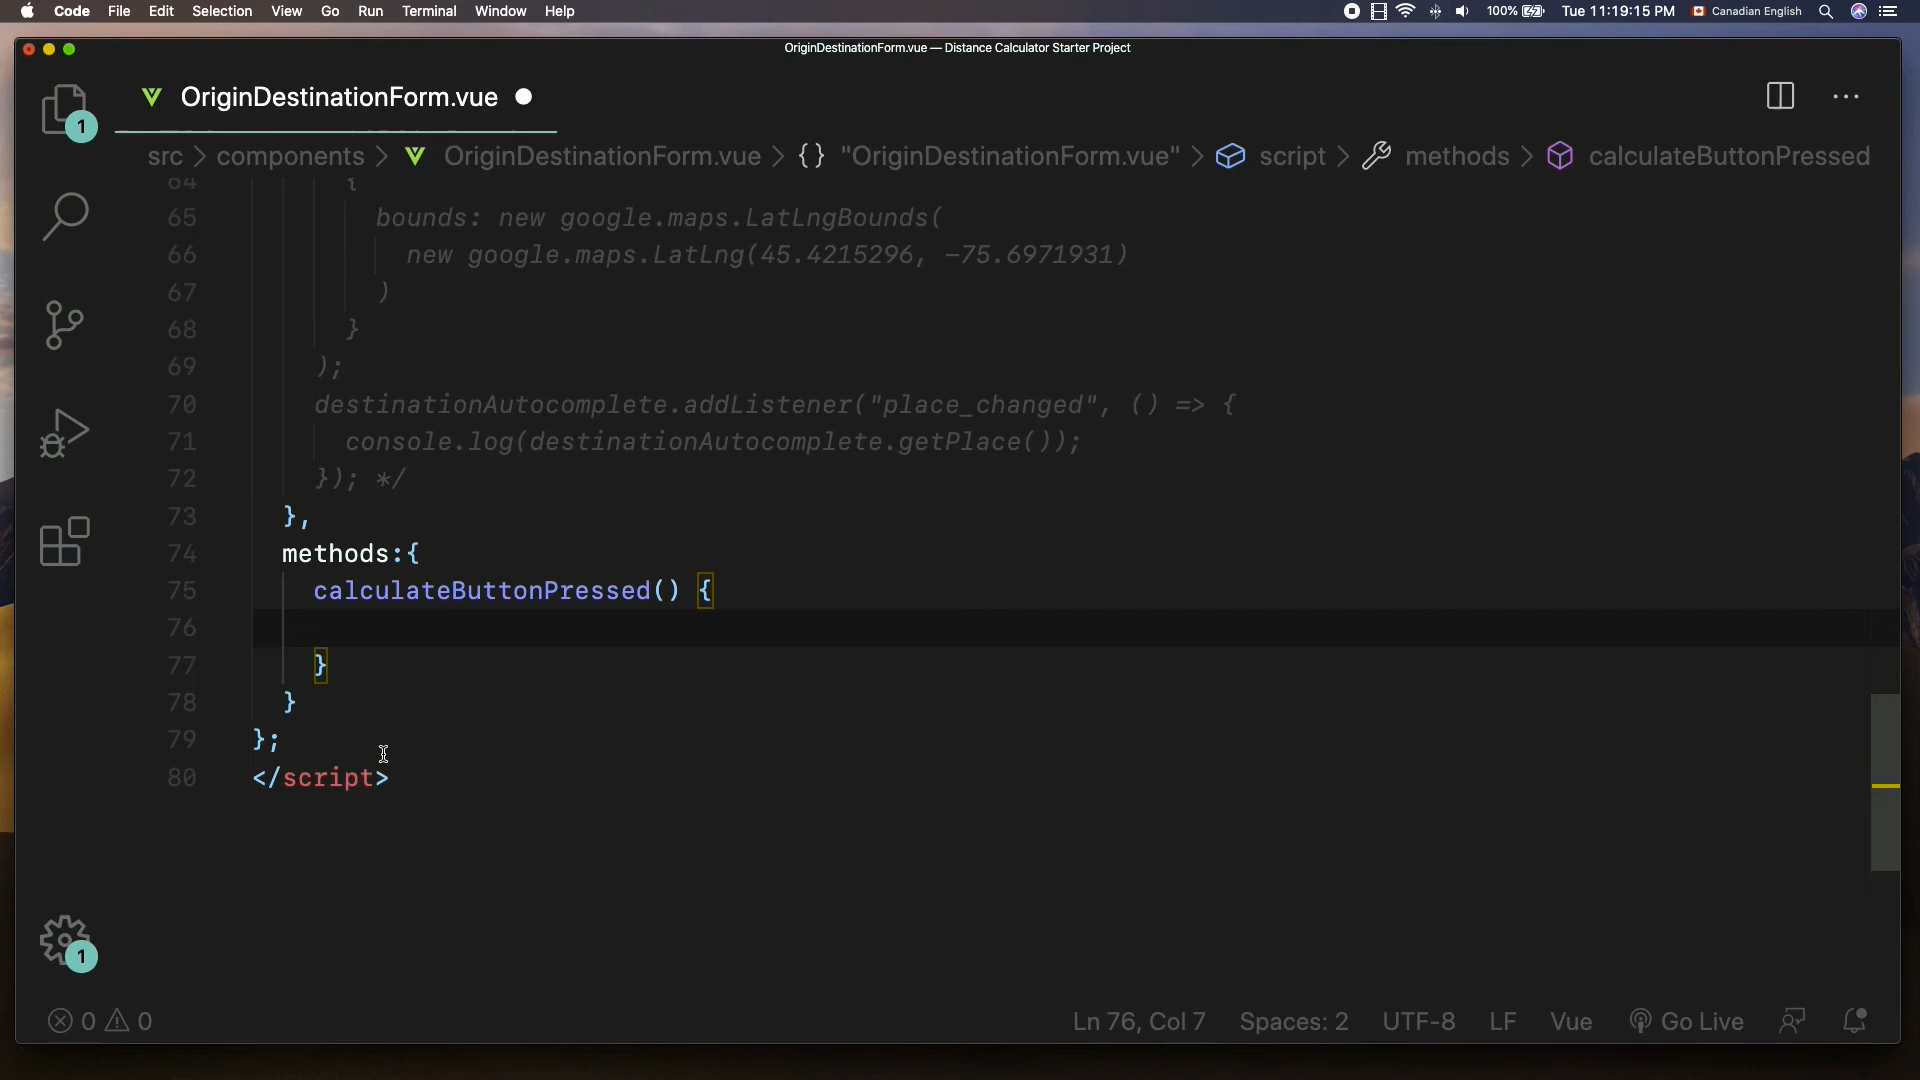 Code File Edit Selection View Go Run Terminal Window Help 100% Tue 11:19:15 PM Canadian English
OriginDestinationForm.vue — Distance Calculator Starter Project
OriginDestinationForm.vue
1
src > components > OriginDestinationForm.vue > {} "OriginDestinationForm.vue" > script > methods > calculateButtonPressed
64 {
65 bounds: new google.maps.LatLngBounds(
66 new google.maps.LatLng(45.4215296, -75.6971931)
67 )
68 }
69 );
70 destinationAutocomplete.addListener("place_changed", () => {
71 console.log(destinationAutocomplete.getPlace());
72 }); */
73 },
74 methods:{
75 calculateButtonPressed() {
76
77 }
78 }
79 };
80 </script>
1
0 0 Ln 76, Col 7 Spaces: 2 UTF-8 LF Vue Go Live